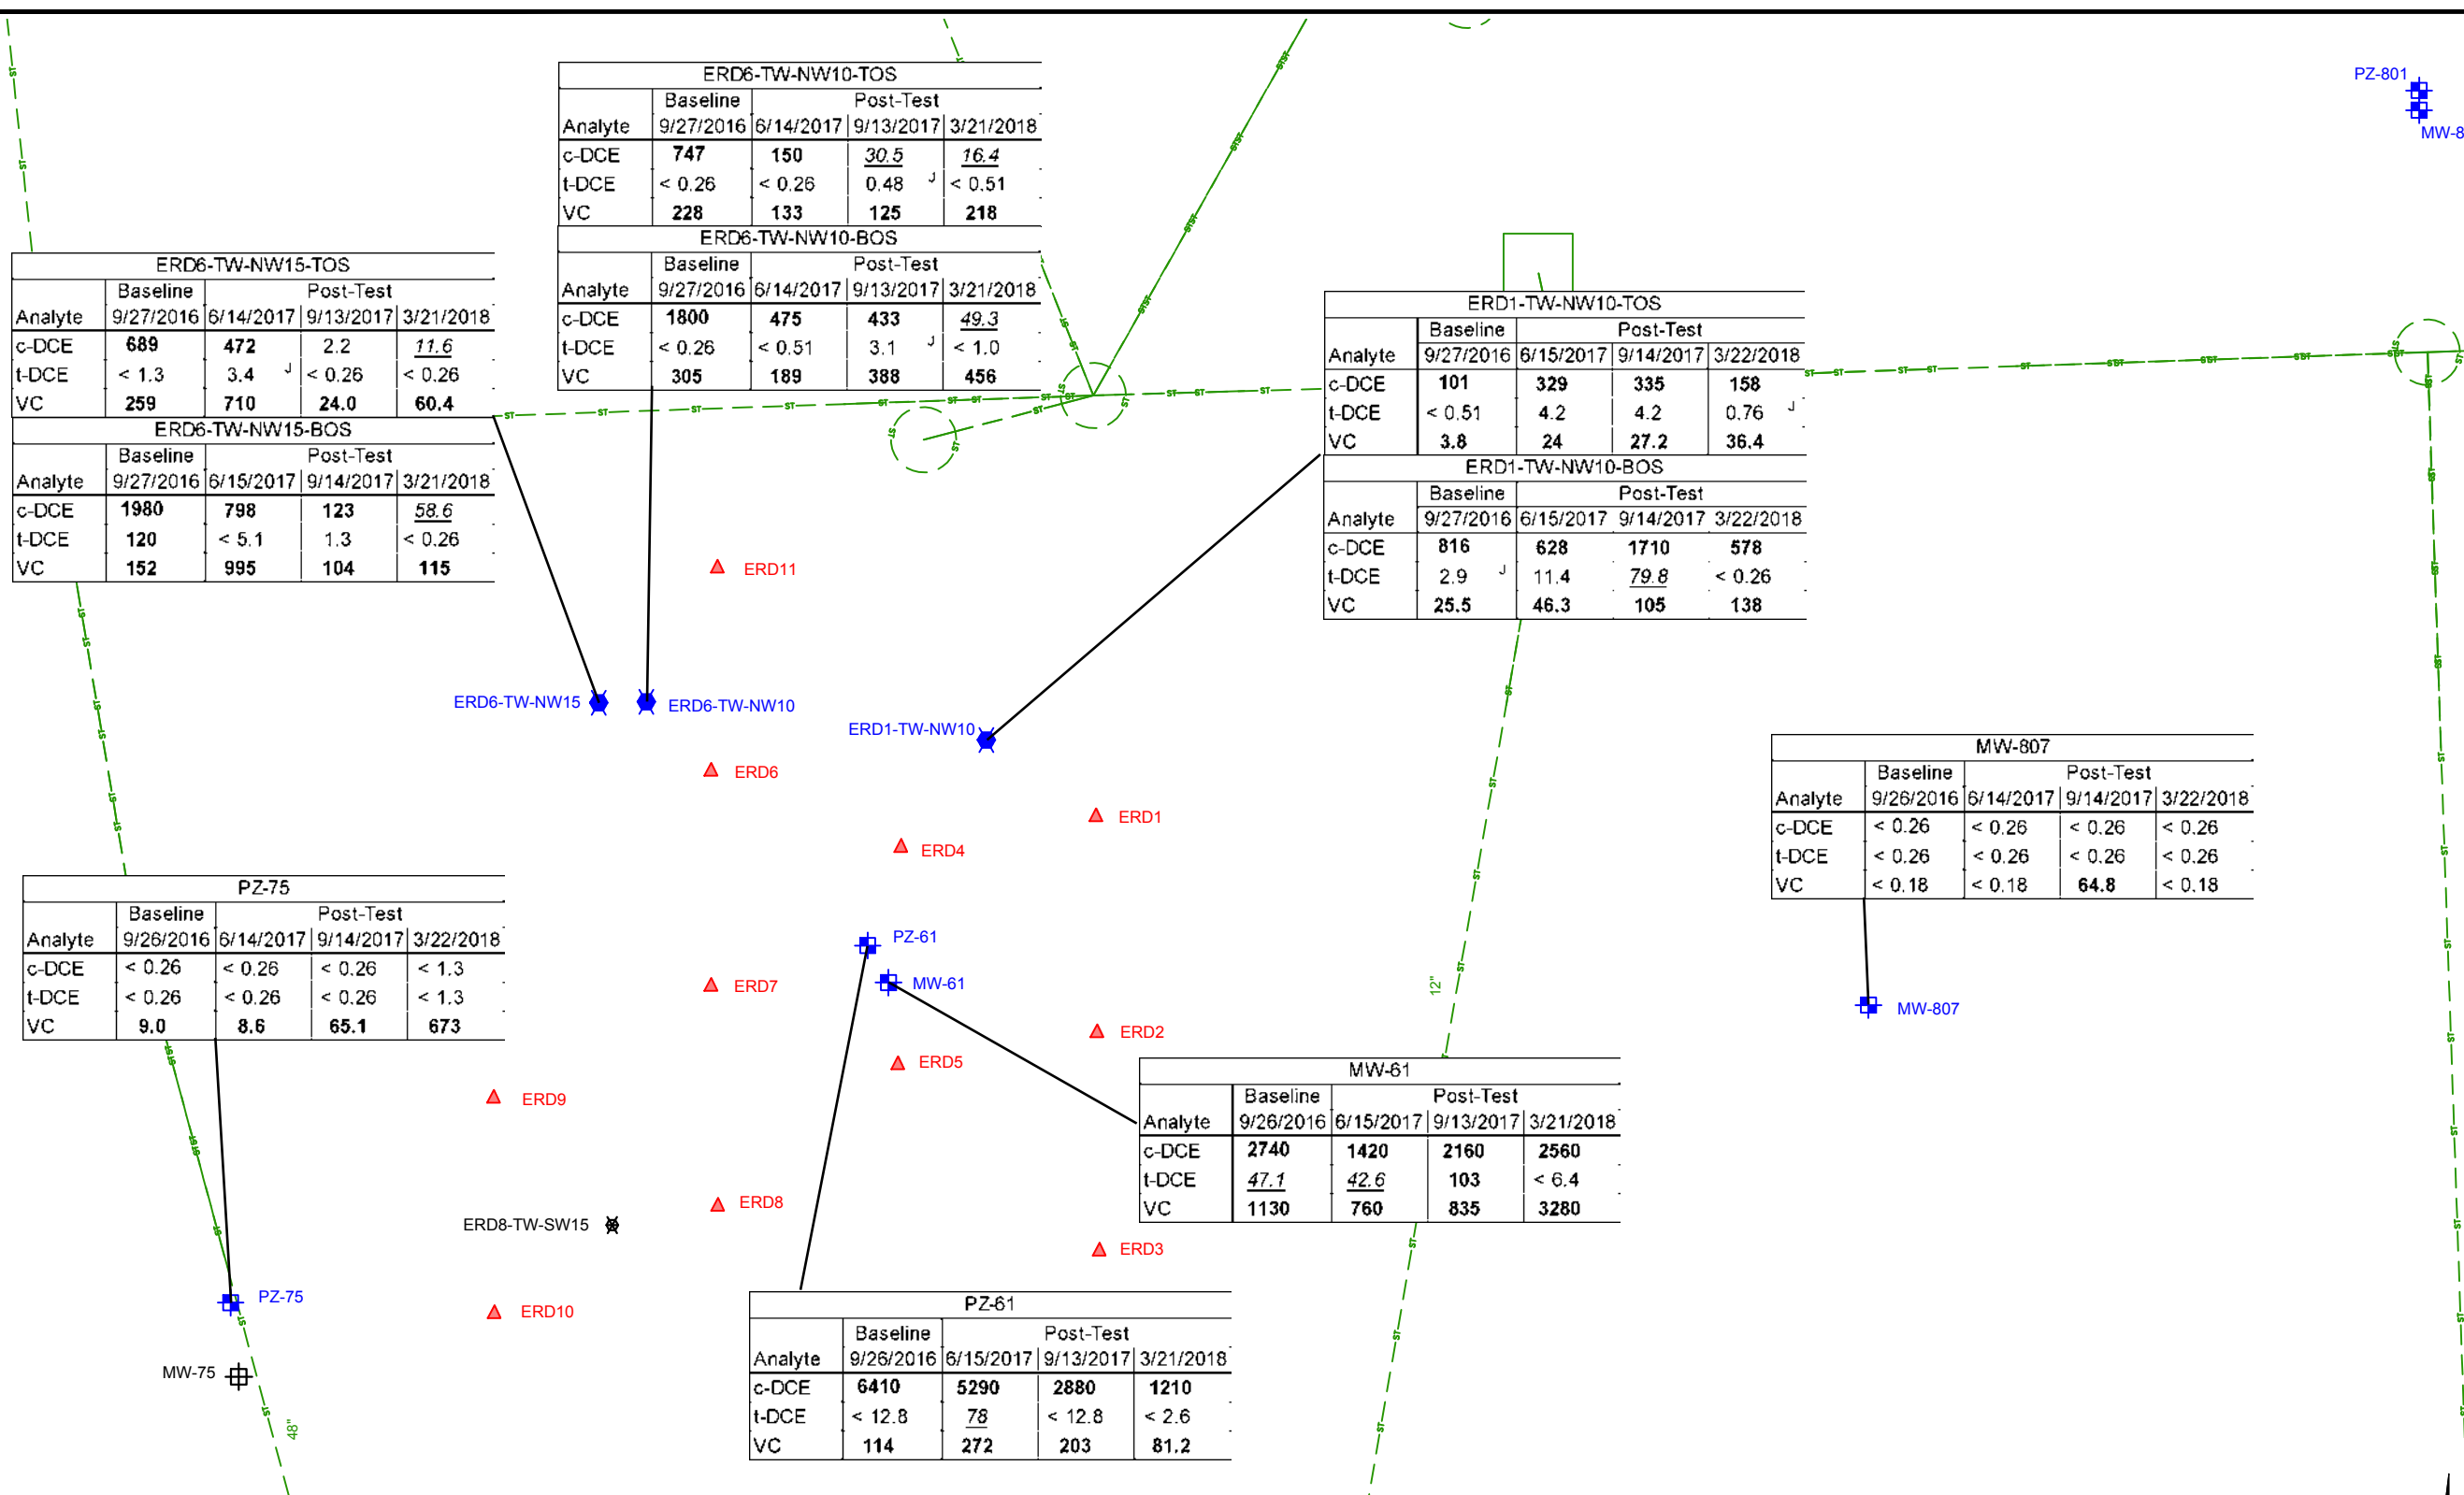 PZ-801
MW-8
ERD6-TW-NW10-TOS
Baseline Post-Test
Analyte 9/27/2016 6/14/2017 9/13/2017 3/21/2018
c-DCE 747 150 30.5 16.4
t-DCE < 0.26 < 0.26 0.48 J < 0.51
VC 228 133 125 218
ERD6-TW-NW10-BOS
Baseline Post-Test
Analyte 9/27/2016 6/14/2017 9/13/2017 3/21/2018
c-DCE 1800 475 433 49.3
t-DCE < 0.26 < 0.51 3.1 J < 1.0
VC 305 189 388 456
ERD6-TW-NW15-TOS
Baseline Post-Test
Analyte 9/27/2016 6/14/2017 9/13/2017 3/21/2018
c-DCE 689 472 2.2 11.6
t-DCE < 1.3 3.4 J < 0.26 < 0.26
VC 259 710 24.0 60.4
ERD6-TW-NW15-BOS
Baseline Post-Test
Analyte 9/27/2016 6/15/2017 9/14/2017 3/21/2018
c-DCE 1980 798 123 58.6
t-DCE 120 < 5.1 1.3 < 0.26
VC 152 995 104 115
ERD1-TW-NW10-TOS
Baseline Post-Test
Analyte 9/27/2016 6/15/2017 9/14/2017 3/22/2018
c-DCE 101 329 335 158
t-DCE < 0.51 4.2 4.2 0.76 J
VC 3.8 24 27.2 36.4
ERD1-TW-NW10-BOS
Baseline Post-Test
Analyte 9/27/2016 6/15/2017 9/14/2017 3/22/2018
c-DCE 816 628 1710 578
t-DCE 2.9 J 11.4 79.8 < 0.26
VC 25.5 46.3 105 138
ERD11
ERD6-TW-NW15
ERD6-TW-NW10
ERD1-TW-NW10
ERD6
ERD1
ERD4
MW-807
Baseline Post-Test
Analyte 9/26/2016 6/14/2017 9/14/2017 3/22/2018
c-DCE < 0.26 < 0.26 < 0.26 < 0.26
t-DCE < 0.26 < 0.26 < 0.26 < 0.26
VC < 0.18 < 0.18 64.8 < 0.18
MW-807
PZ-75
Baseline Post-Test
Analyte 9/26/2016 6/14/2017 9/14/2017 3/22/2018
c-DCE < 0.26 < 0.26 < 0.26 < 1.3
t-DCE < 0.26 < 0.26 < 0.26 < 1.3
VC 9.0 8.6 65.1 673
PZ-61
MW-61
ERD7
12"
ERD2
ERD5
ERD9
MW-61
Baseline Post-Test
Analyte 9/26/2016 6/15/2017 9/13/2017 3/21/2018
c-DCE 2740 1420 2160 2560
t-DCE 47.1 42.6 103 < 6.4
VC 1130 760 835 3280
ERD8
ERD8-TW-SW15
ERD3
PZ-75
ERD10
MW-75
48"
PZ-61
Baseline Post-Test
Analyte 9/26/2016 6/15/2017 9/13/2017 3/21/2018
c-DCE 6410 5290 2880 1210
t-DCE < 12.8 78 < 12.8 < 2.6
VC 114 272 203 81.2